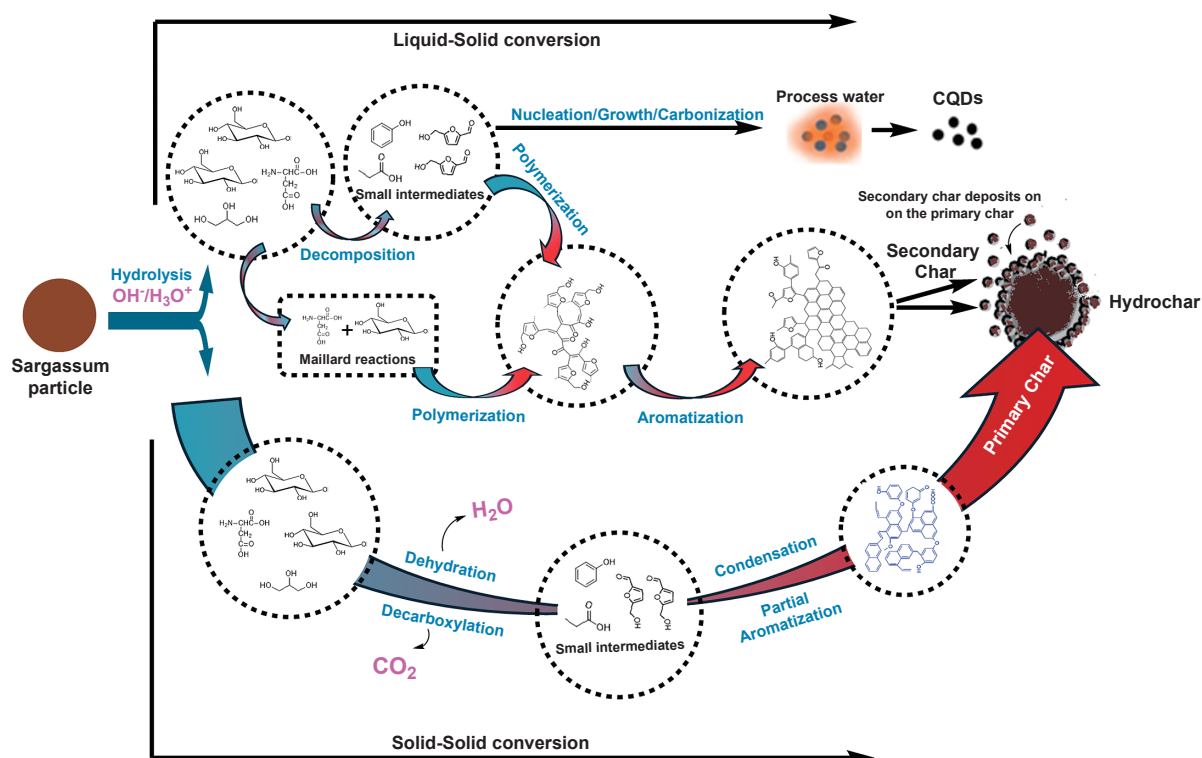 Liquid-Solid conversion
Nucleation/Growth/Carbonization
Process water
CQDs
Small intermediates
Polymerization
Decomposition
Secondary char deposits on
on the primary char
Secondary
Char
Hydrochar
Hydrolysis
OH⁻/H₃O⁺
Sargassum
particle
Maillard reactions
Polymerization
Aromatization
Primary Char
H₂O
Dehydration
Decarboxylation
CO₂
Small intermediates
Condensation
Partial
Aromatization
Solid-Solid conversion